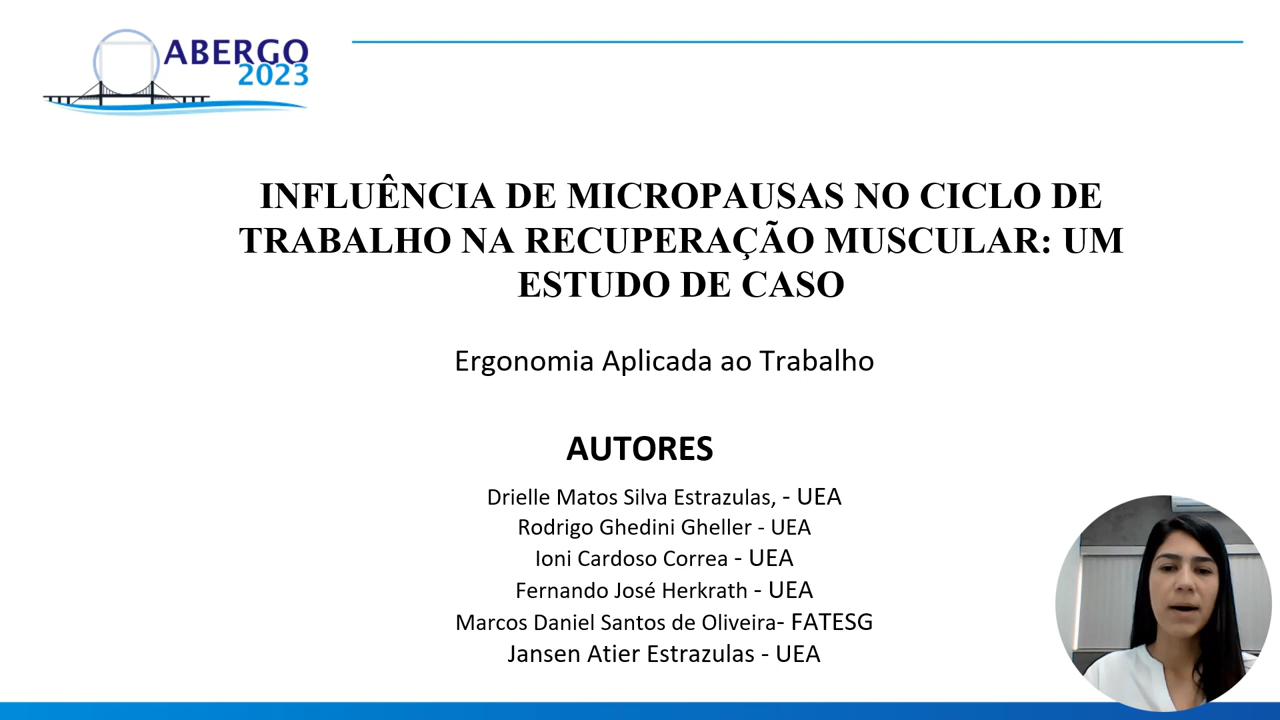 ABERGO
2023
INFLUÊNCIA DE MICROPAUSAS NO CICLO DE
TRABALHO NA RECUPERAÇÃO MUSCULAR: UM
ESTUDO DE CASO
Ergonomia Aplicada ao Trabalho
AUTORES
Drielle Matos Silva Estrazulas, - UEA
Rodrigo Ghedini Gheller - UEA
Ioni Cardoso Correa - UEA
Fernando José Herkrath - UEA
Marcos Daniel Santos de Oliveira- FATESG
Jansen Atier Estrazulas - UEA